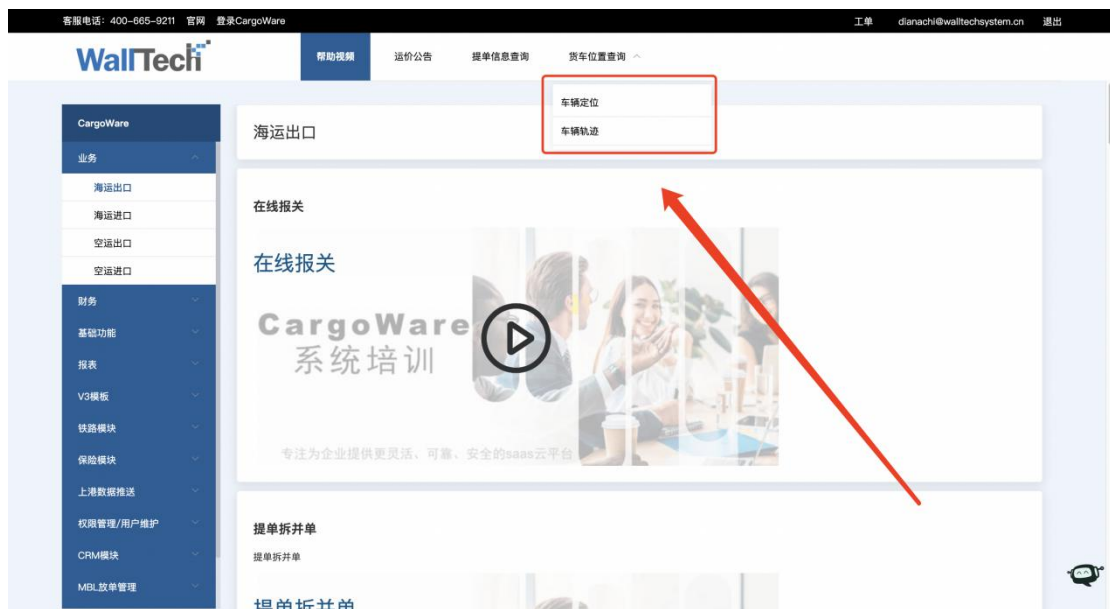 客服电话：400-665-9211 官网 登录CargoWare 工单 dianachi@walltechsystem.cn 退出
WallTech 帮助视频 运价公告 提单信息查询 货车位置查询
车辆定位
车辆轨迹
CargoWare
业务
海运出口
海运进口
空运出口
空运进口
财务
基础功能
报表
V3模板
铁路模块
保险模块
上港数据推送
权限管理/用户维护
CRM模块
MBL放单管理
海运出口
在线报关
在线报关
CargoWare
系统培训
专注为企业提供更灵活、可靠、安全的saas云平台
提单拆并单
提单拆并单
提单拆并单